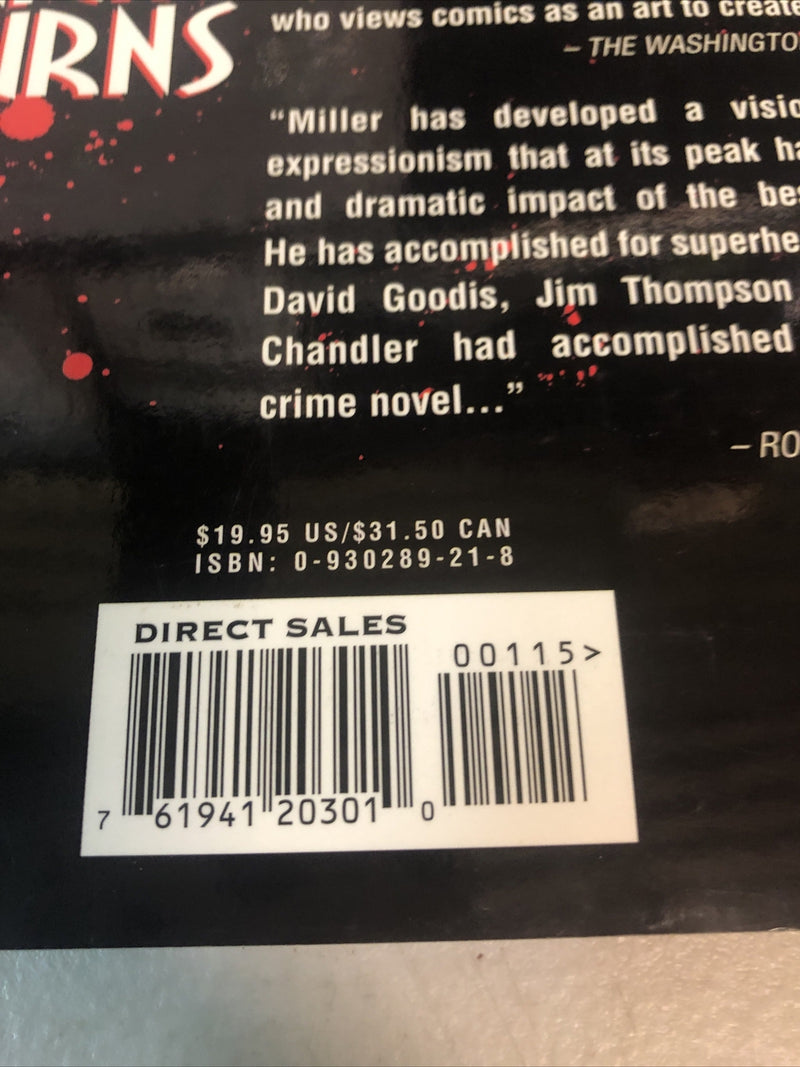 IRNS
who views comics as an art to create
– THE WASHINGTO
“Miller has developed a visio
expressionism that at its peak ha
and dramatic impact of the bes
He has accomplished for superhe
David Goodis, Jim Thompson
Chandler had accomplished
crime novel...”
– RO
$19.95 US/$31.50 CAN
ISBN: 0-930289-21-8
DIRECT SALES
00115>
7 61941 20301 0